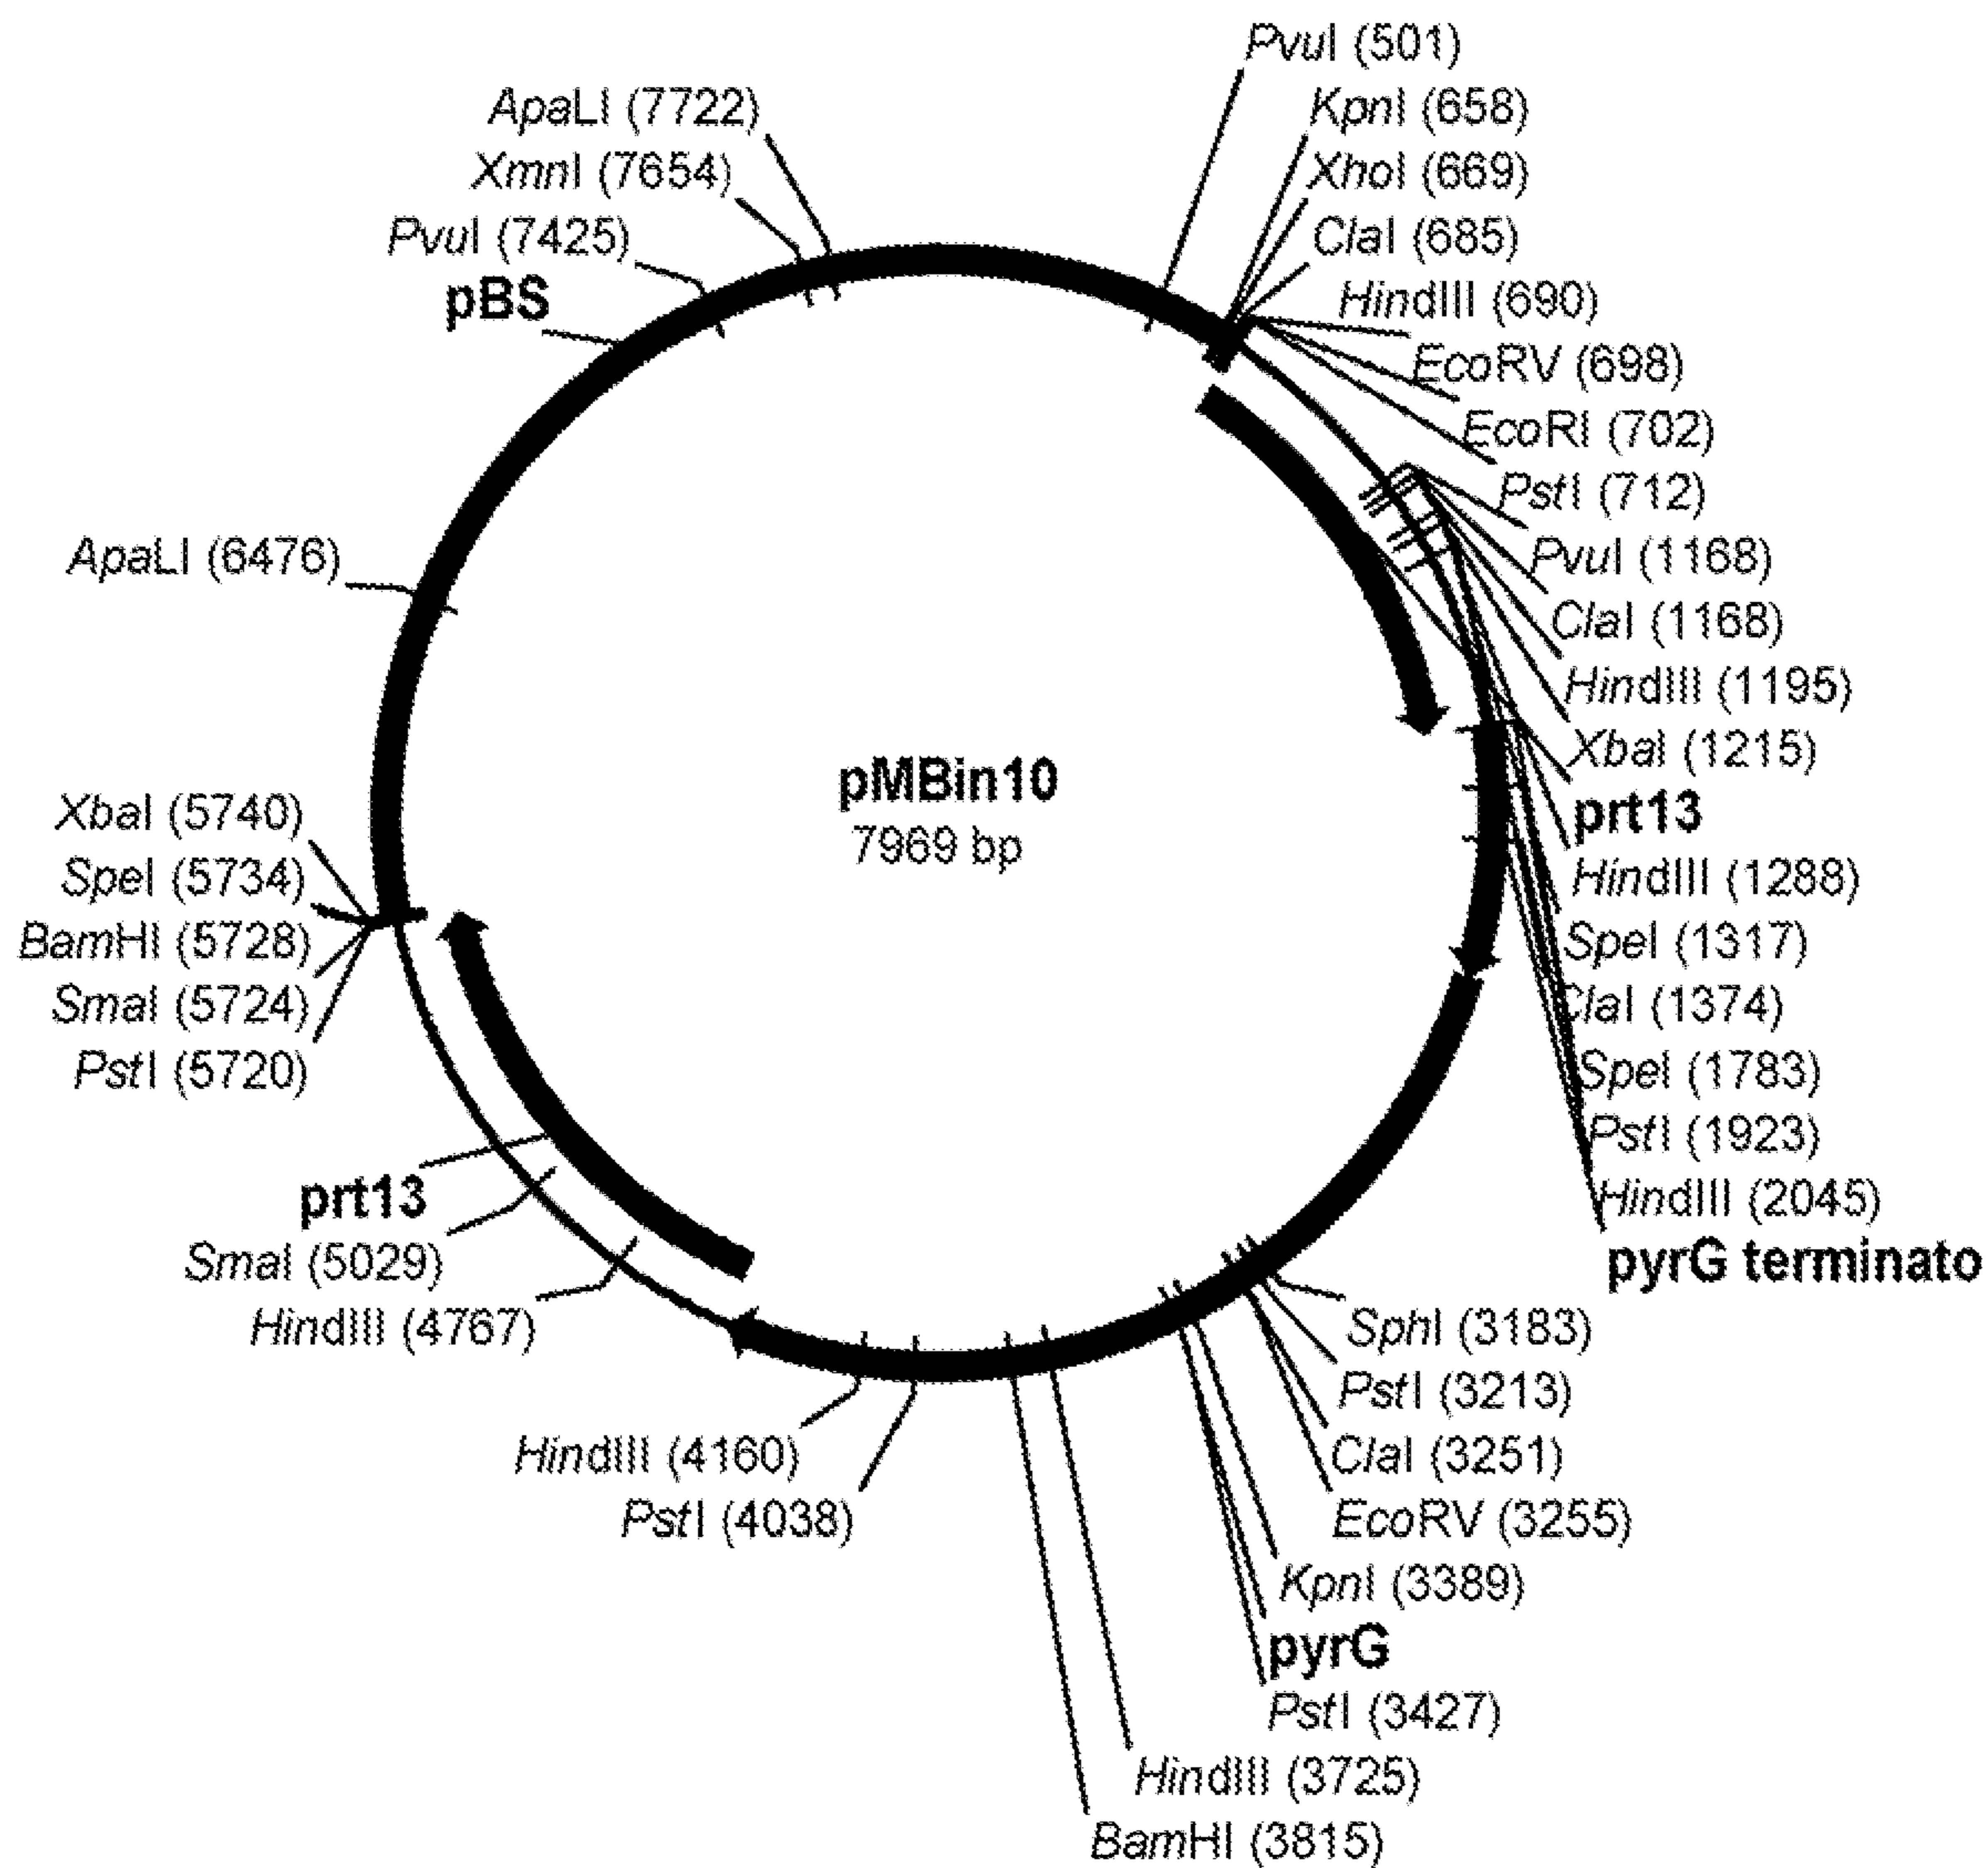 PvuI (501)
KpnI (658)
XhoI (669)
ClaI (685)
HindIII (690)
EcoRV (698)
EcoRI (702)
PstI (712)
PvuI (1168)
ClaI (1168)
HindIII (1195)
XbaI (1215)
prt13
HindIII (1288)
SpeI (1317)
ClaI (1374)
SpeI (1783)
PstI (1923)
HindIII (2045)
pyrG terminato
SphI (3183)
PstI (3213)
ClaI (3251)
EcoRV (3255)
KpnI (3389)
pyrG
PstI (3427)
HindIII (3725)
BamHI (3815)
PstI (4038)
HindIII (4160)
HindIII (4767)
SmaI (5029)
prt13
PstI (5720)
SmaI (5724)
BamHI (5728)
SpeI (5734)
XbaI (5740)
ApaLI (6476)
pBS
PvuI (7425)
XmnI (7654)
ApaLI (7722)
pMBin10
7969 bp